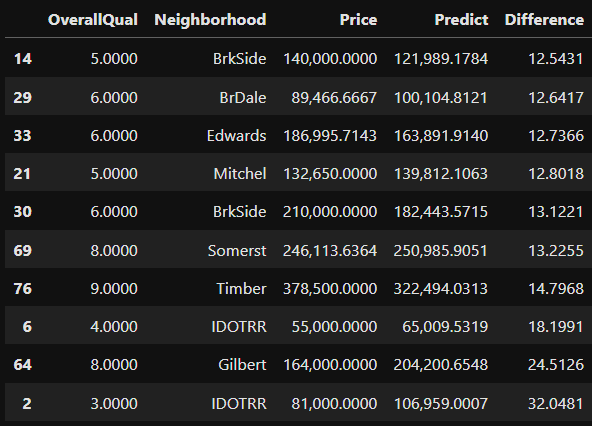 OverallQual Neighborhood Price Predict Difference
14 5.0000 BrkSide 140,000.0000 121,989.1784 12.5431
29 6.0000 BrDale 89,466.6667 100,104.8121 12.6417
33 6.0000 Edwards 186,995.7143 163,891.9140 12.7366
21 5.0000 Mitchel 132,650.0000 139,812.1063 12.8018
30 6.0000 BrkSide 210,000.0000 182,443.5715 13.1221
69 8.0000 Somerst 246,113.6364 250,985.9051 13.2255
76 9.0000 Timber 378,500.0000 322,494.0313 14.7968
6 4.0000 IDOTRR 55,000.0000 65,009.5319 18.1991
64 8.0000 Gilbert 164,000.0000 204,200.6548 24.5126
2 3.0000 IDOTRR 81,000.0000 106,959.0007 32.0481